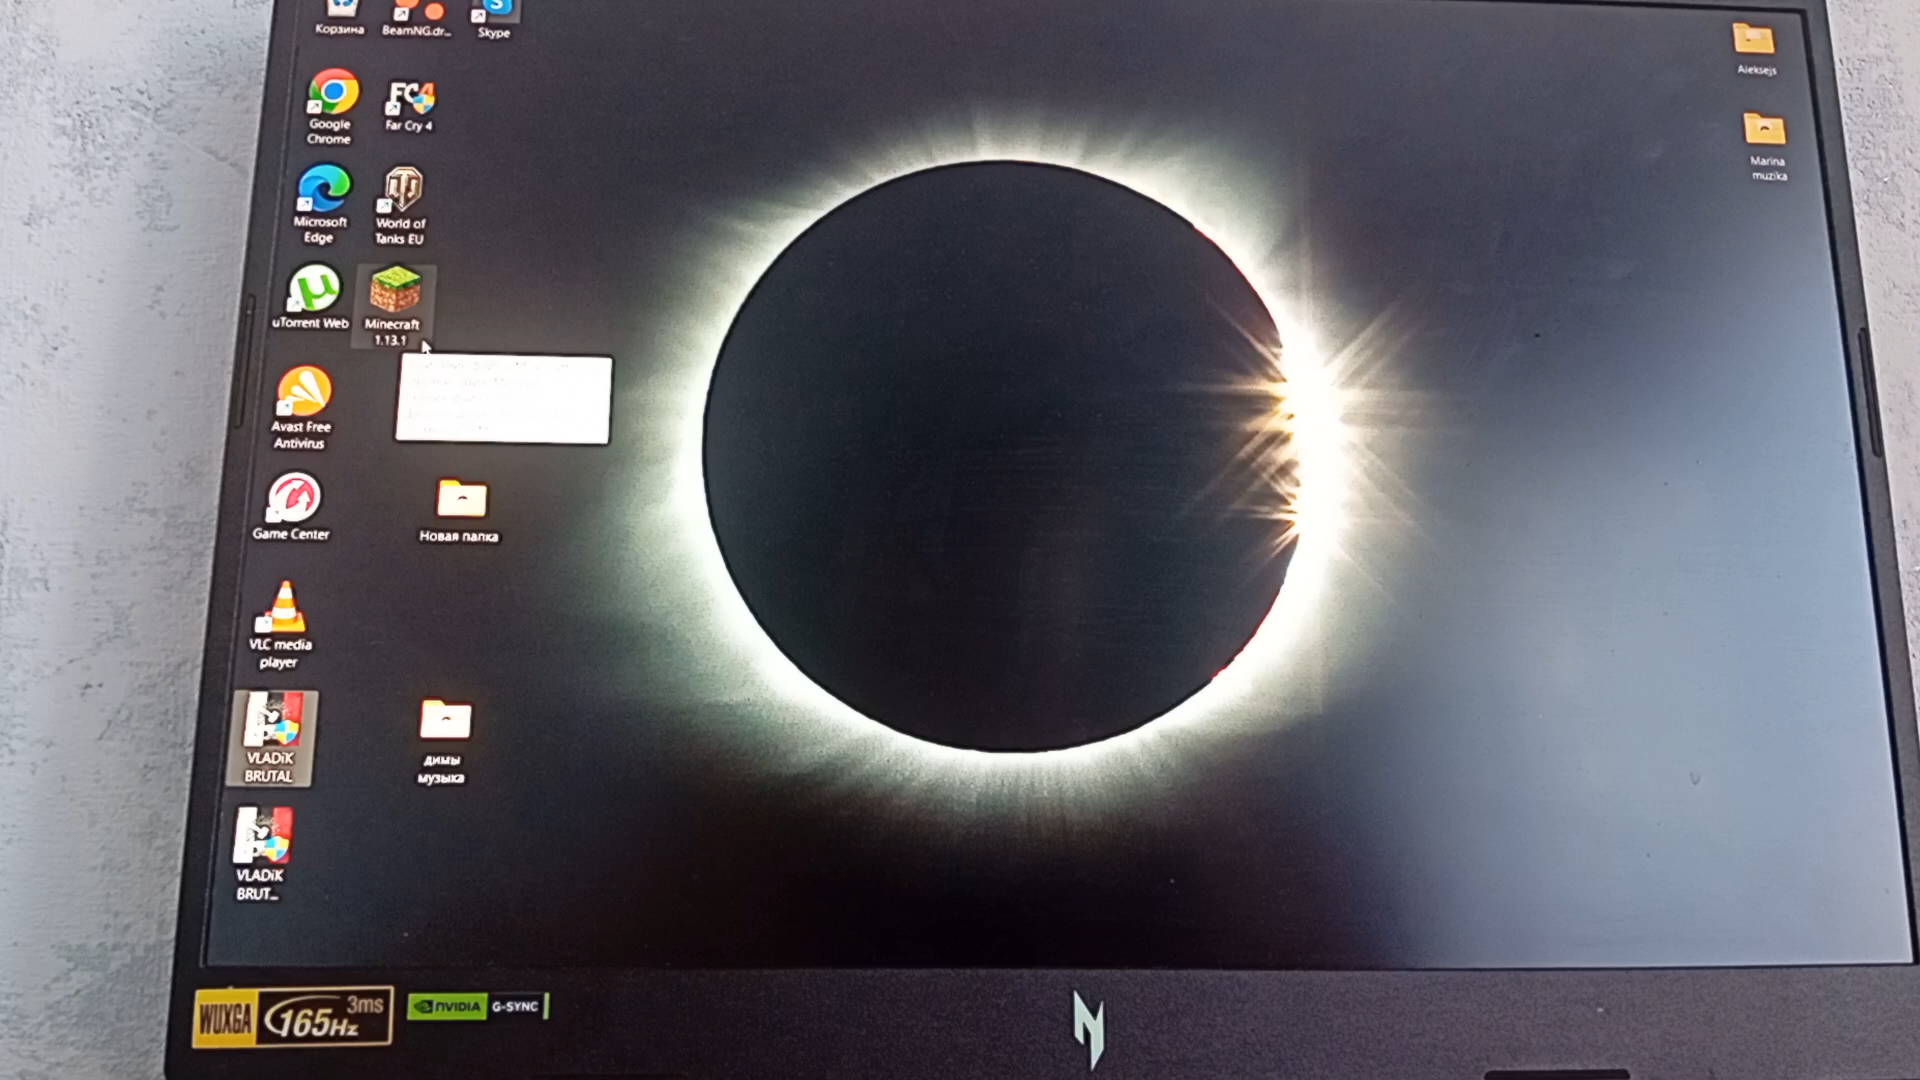 Корзина
BeamNG.dr...
Skype
Google
Chrome
FC4
Far Cry 4
Microsoft
Edge
World of
Tanks EU
uTorrent Web
Minecraft
1.13.1
Avast Free
Antivirus
Game Center
Новая папка
VLC media
player
VLADiK
BRUTAL
димы
музыка
VLADiK
BRUT...
Aleksejs
Marina
muzika
WUXGA
165Hz
3ms
NVIDIA
G-SYNC